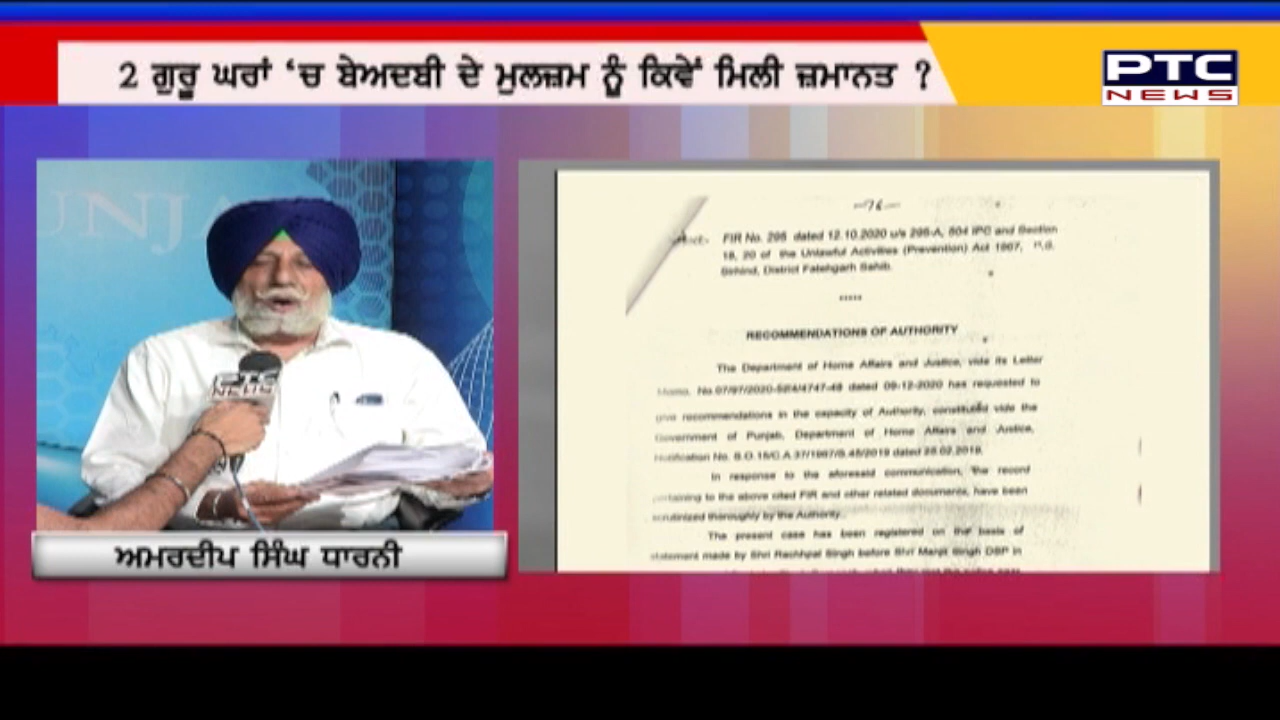 2 ਗੁਰੂ ਘਰਾਂ ‘ਚ ਬੇਅਦਬੀ ਦੇ ਮੁਲਜ਼ਮ ਨੂੰ ਕਿਵੇਂ ਮਿਲੀ ਜ਼ਮਾਨਤ ?
PTC
NEWS
UNJA
PTC
NEWS
ਅਮਰਦੀਪ ਸਿੰਘ ਧਾਰਨੀ
-76-
FIR No. 295 dated 12.10.2020 u/s 295-A, 504 IPC and Section
18, 20 of the Unlawful Activities (Prevention) Act 1967,
Sirhind, District Fatehgarh Sahib.
*****
RECOMMENDATIONS OF AUTHORITY
The Department of Home Affairs and Justice, vide its Letter
Memo. dated 09-12-2020 has requested to
give recommendations in the capacity of Authority, constituted vide the
Government of Punjab, Department of Home Affairs and Justice,
Notification No. dated
In response to the aforesaid communication, the record
pertaining to the above cited FIR and other related documents, have been
scrutinized thoroughly by the Authority.
The present case has been registered on the basis of
statement made by Shri Rachhpal Singh before Shri Manjit Singh DSP in